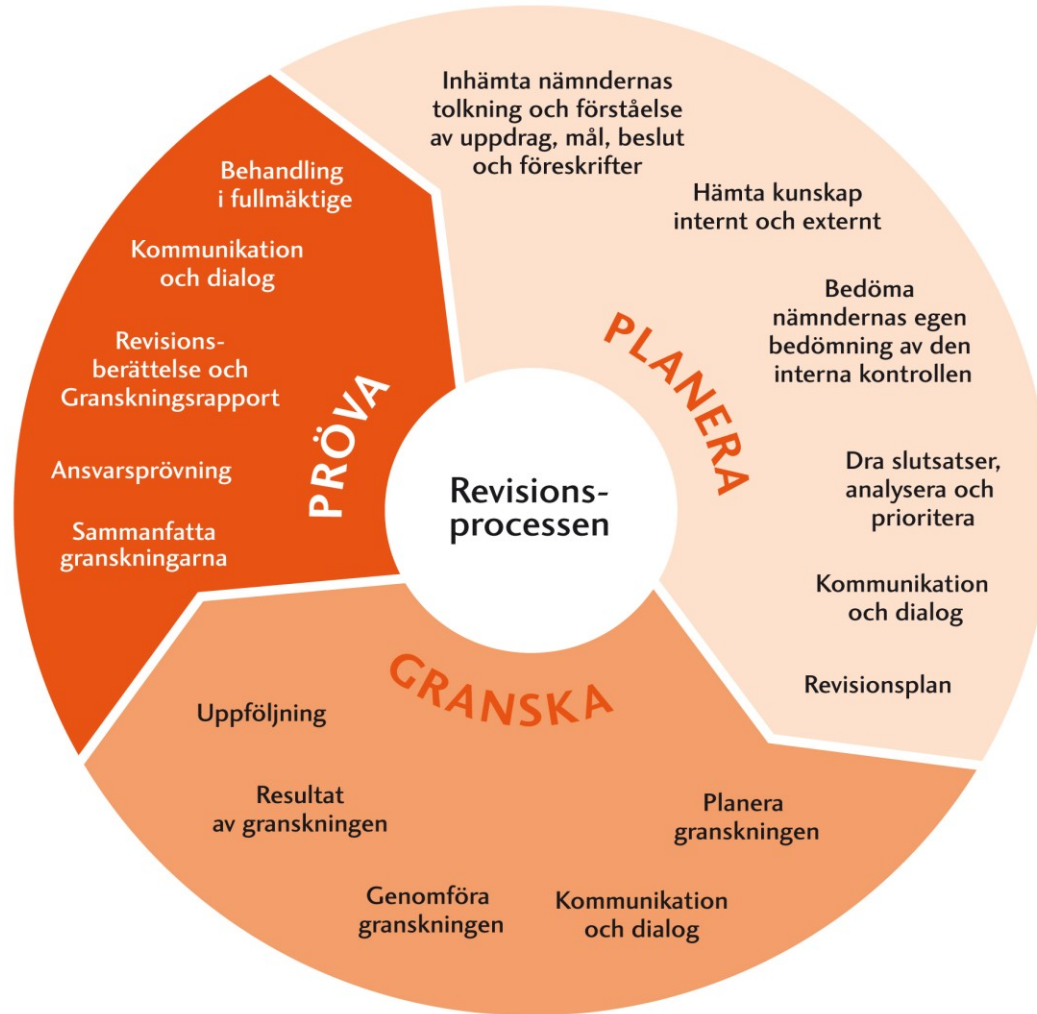 Revisions-
processen
PLANERA
Inhämta nämndernas
tolkning och förståelse
av uppdrag, mål, beslut
och föreskrifter
Hämta kunskap
internt och externt
Bedöma
nämndernas egen
bedömning av den
interna kontrollen
Dra slutsatser,
analysera och
prioritera
Kommunikation
och dialog
Revisionsplan
GRANSKA
Planera
granskningen
Kommunikation
och dialog
Genomföra
granskningen
Resultat
av granskningen
Uppföljning
PRÖVA
Sammanfatta
granskningarna
Ansvarsprövning
Revisions-
berättelse och
Granskningsrapport
Kommunikation
och dialog
Behandling
i fullmäktige